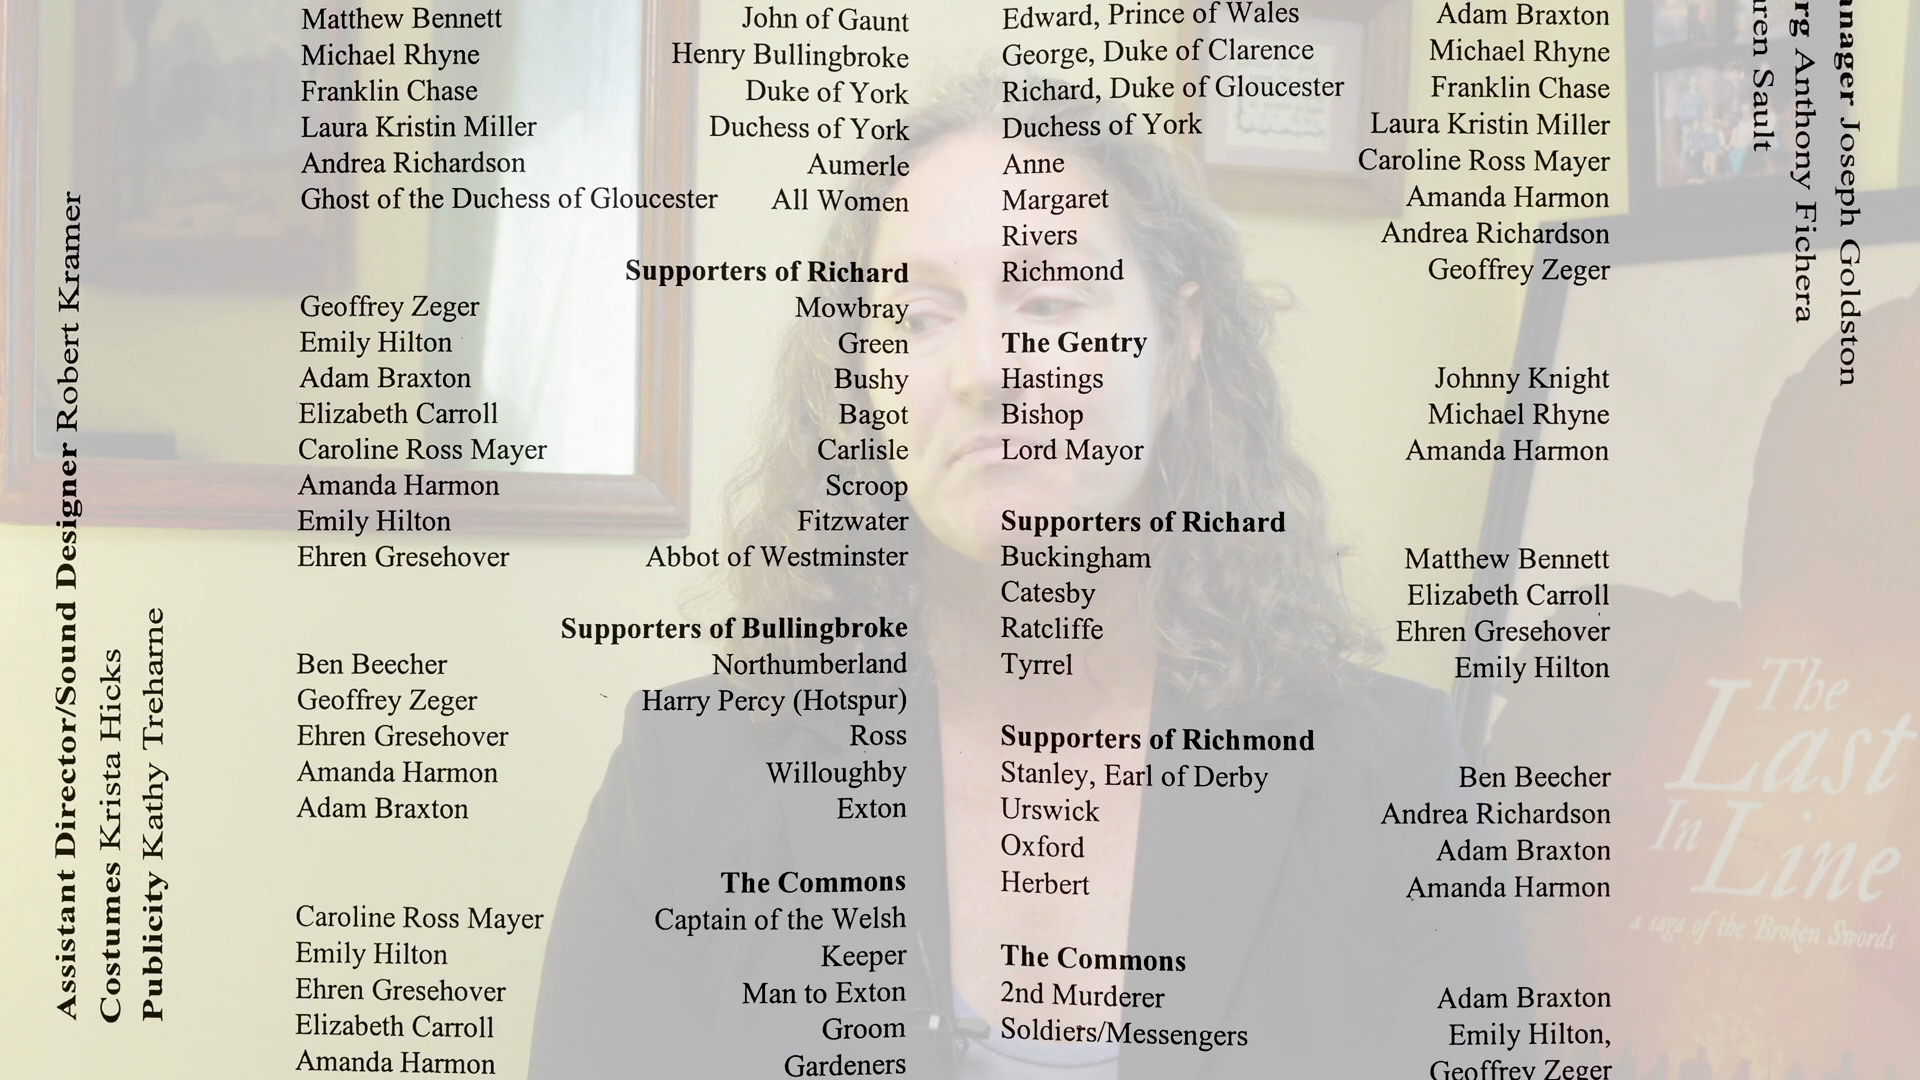 Matthew Bennett John of Gaunt
Michael Rhyne Henry Bullingbroke
Franklin Chase Duke of York
Laura Kristin Miller Duchess of York
Andrea Richardson Aumerle
Ghost of the Duchess of Gloucester All Women
Supporters of Richard
Geoffrey Zeger Mowbray
Emily Hilton Green
Adam Braxton Bushy
Elizabeth Carroll Bagot
Caroline Ross Mayer Carlisle
Amanda Harmon Scroop
Emily Hilton Fitzwater
Ehren Gresehover Abbot of Westminster
Supporters of Bullingbroke
Ben Beecher Northumberland
Geoffrey Zeger Harry Percy (Hotspur)
Ehren Gresehover Ross
Amanda Harmon Willoughby
Adam Braxton Exton
The Commons
Caroline Ross Mayer Captain of the Welsh
Emily Hilton Keeper
Ehren Gresehover Man to Exton
Elizabeth Carroll Groom
Amanda Harmon Gardeners
Edward, Prince of Wales Adam Braxton
George, Duke of Clarence Michael Rhyne
Richard, Duke of Gloucester Franklin Chase
Duchess of York Laura Kristin Miller
Anne Caroline Ross Mayer
Margaret Amanda Harmon
Rivers Andrea Richardson
Richmond Geoffrey Zeger
The Gentry
Hastings Johnny Knight
Bishop Michael Rhyne
Lord Mayor Amanda Harmon
Supporters of Richard
Buckingham Matthew Bennett
Catesby Elizabeth Carroll
Ratcliffe Ehren Gresehover
Tyrrel Emily Hilton
Supporters of Richmond
Stanley, Earl of Derby Ben Beecher
Urswick Andrea Richardson
Oxford Adam Braxton
Herbert Amanda Harmon
The Commons
2nd Murderer Adam Braxton
Soldiers/Messengers Emily Hilton,
Geoffrey Zeger
Assistant Director/Sound Designer Robert Kramer
Costumes Krista Hicks
Publicity Kathy Treharne
anager Joseph Goldston
rg Anthony Fichera
ren Sault
The
Last
In Line
a saga of the Broken Swords